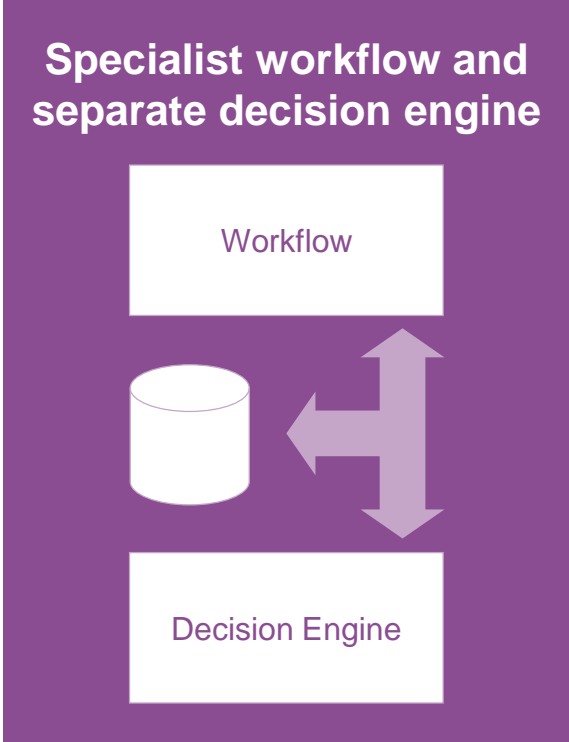 Specialist workflow and
separate decision engine
Workflow
Decision Engine